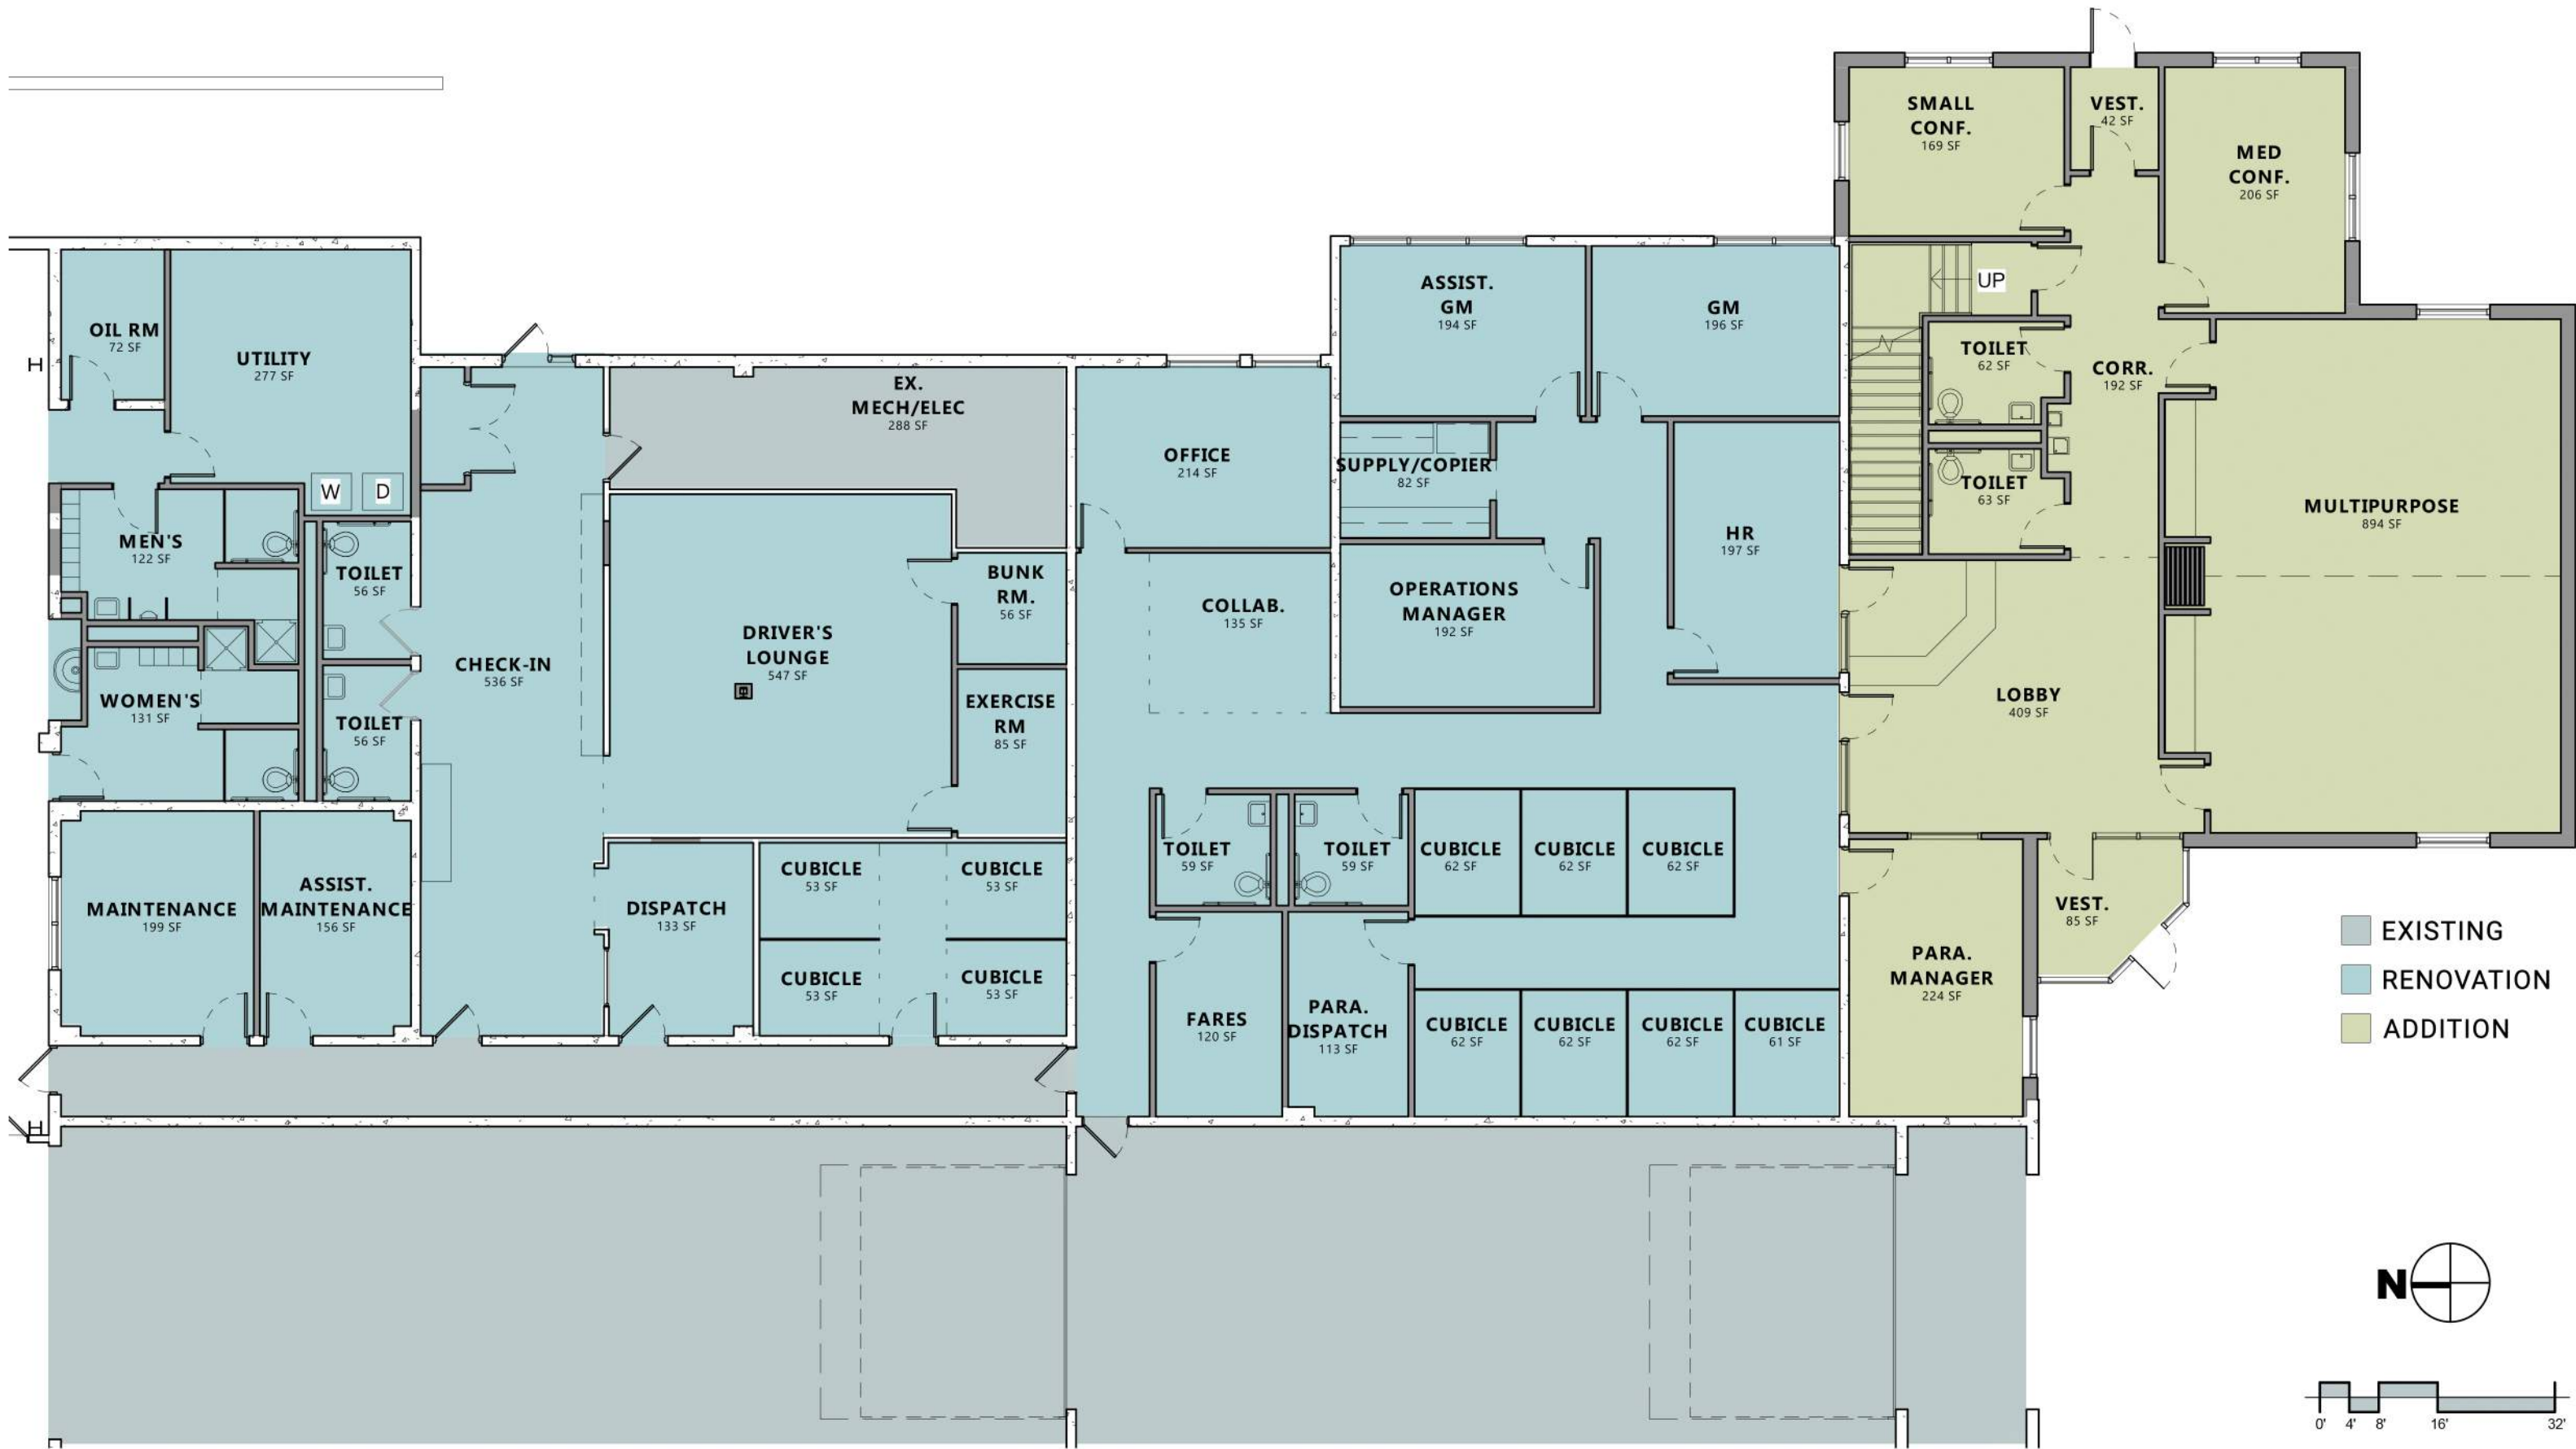 SMALL
CONF.
169 SF
VEST.
42 SF
MED
CONF.
206 SF
OIL RM
72 SF
UTILITY
277 SF
H
W
D
MEN'S
122 SF
WOMEN'S
131 SF
TOILET
56 SF
TOILET
56 SF
MAINTENANCE
199 SF
ASSIST.
MAINTENANCE
156 SF
H
CHECK-IN
536 SF
EX.
MECH/ELEC
288 SF
DRIVER'S
LOUNGE
547 SF
BUNK
RM.
56 SF
EXERCISE
RM
85 SF
DISPATCH
133 SF
CUBICLE
53 SF
CUBICLE
53 SF
CUBICLE
53 SF
CUBICLE
53 SF
OFFICE
214 SF
COLLAB.
135 SF
ASSIST.
GM
194 SF
GM
196 SF
SUPPLY/COPIER
82 SF
OPERATIONS
MANAGER
192 SF
HR
197 SF
TOILET
59 SF
TOILET
59 SF
CUBICLE
62 SF
CUBICLE
62 SF
CUBICLE
62 SF
FARES
120 SF
PARA.
DISPATCH
113 SF
CUBICLE
62 SF
CUBICLE
62 SF
CUBICLE
62 SF
CUBICLE
61 SF
UP
TOILET
62 SF
TOILET
63 SF
CORR.
192 SF
MULTIPURPOSE
894 SF
LOBBY
409 SF
PARA.
MANAGER
224 SF
VEST.
85 SF
EXISTING
RENOVATION
ADDITION
N
0' 4' 8' 16' 32'